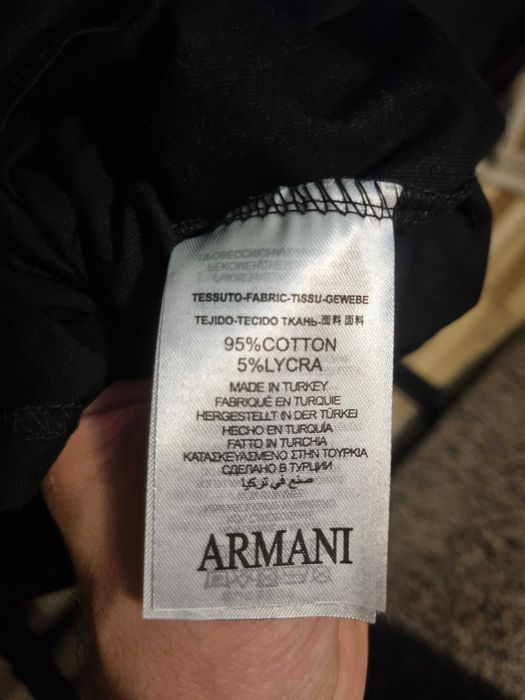 TESSUTO-FABRIC-TISSU-GEWEBE
TEJIDO-TECIDO ТКАНЬ-面料 面料
95%COTTON
5%LYCRA
MADE IN TURKEY
FABRIQUÉ EN TURQUIE
HERGESTELLT IN DER TÜRKEI
HECHO EN TURQUÍA
FATTO IN TURCHIA
ΚΑΤΑΣΚΕΥΑΣΜΕΝΟ ΣΤΗΝ ΤΟΥΡΚΙΑ
СДЕЛАНО В ТУРЦИИ
صنع في تركيا
ARMANI